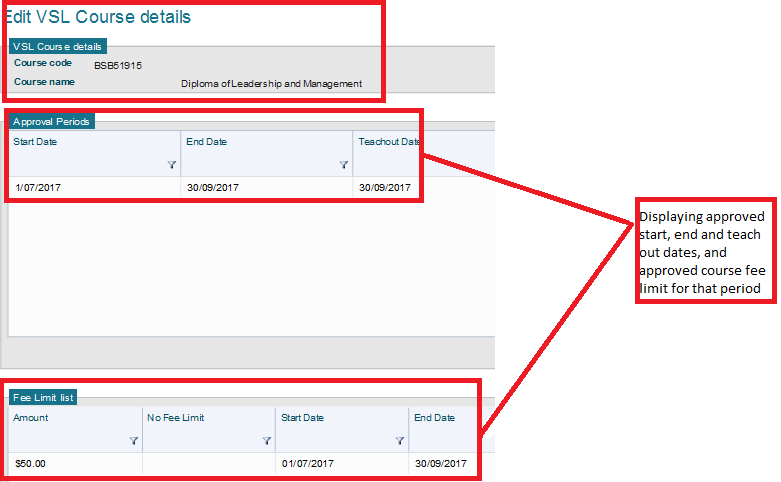 Edit VSL Course details
VSL Course details
Course code BSB51915
Course name Diploma of Leadership and Management
Approval Periods
Start Date End Date Teachout Date
1/07/2017 30/09/2017 30/09/2017
Displaying approved
start, end and teach
out dates, and
approved course fee
limit for that period
Fee Limit list
Amount No Fee Limit Start Date End Date
$50.00 01/07/2017 30/09/2017